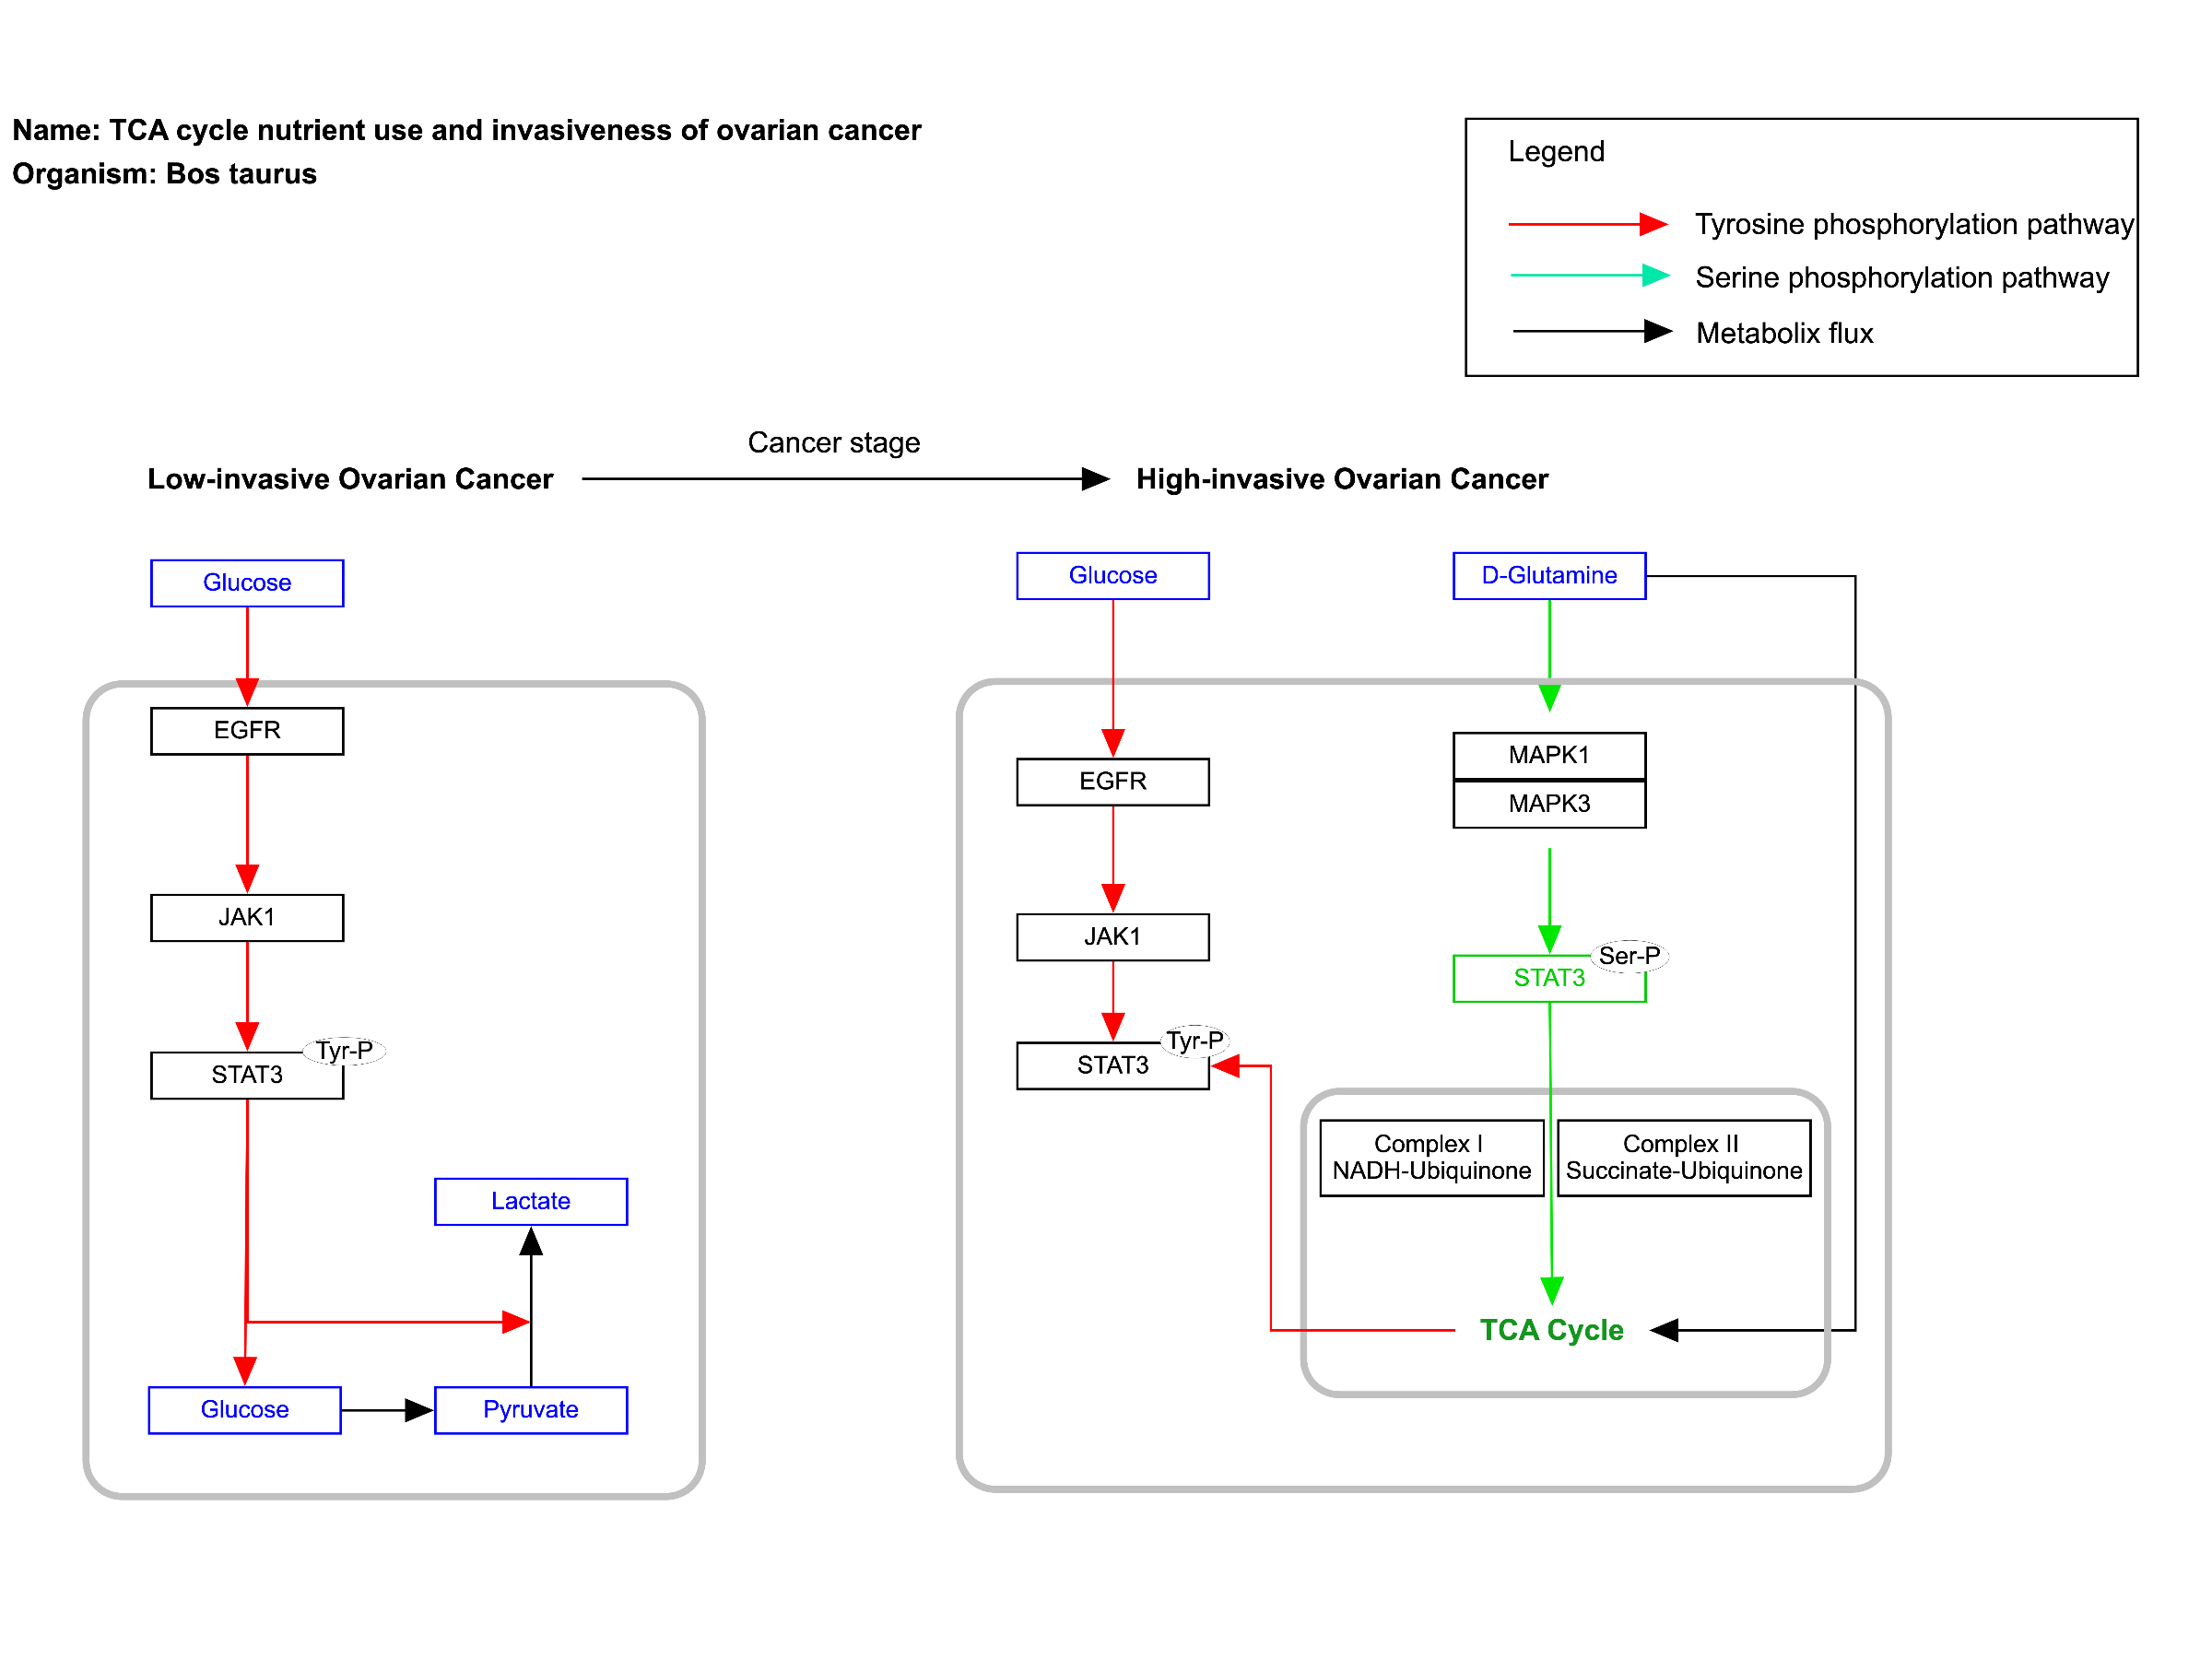 Name: TCA cycle nutrient use and invasiveness of ovarian cancer
Organism: Bos taurus
Legend
Tyrosine phosphorylation pathway
Serine phosphorylation pathway
Metabolix flux
Cancer stage
Low-invasive Ovarian Cancer
High-invasive Ovarian Cancer
Glucose
EGFR
JAK1
Tyr-P
STAT3
Lactate
Glucose
Pyruvate
Glucose
D-Glutamine
EGFR
MAPK1
MAPK3
JAK1
Ser-P
STAT3
Tyr-P
STAT3
Complex I
NADH-Ubiquinone
Complex II
Succinate-Ubiquinone
TCA Cycle